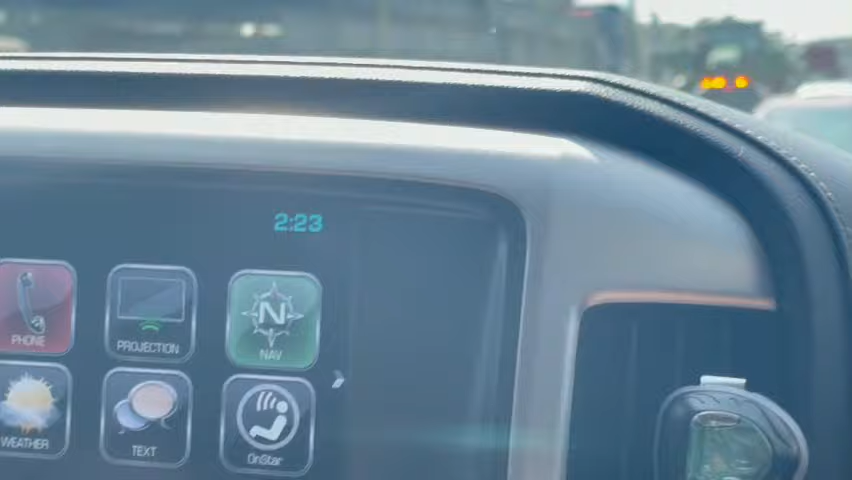 2:23
PHONE
PROJECTION
N
NAV
WEATHER
TEXT
OnStar